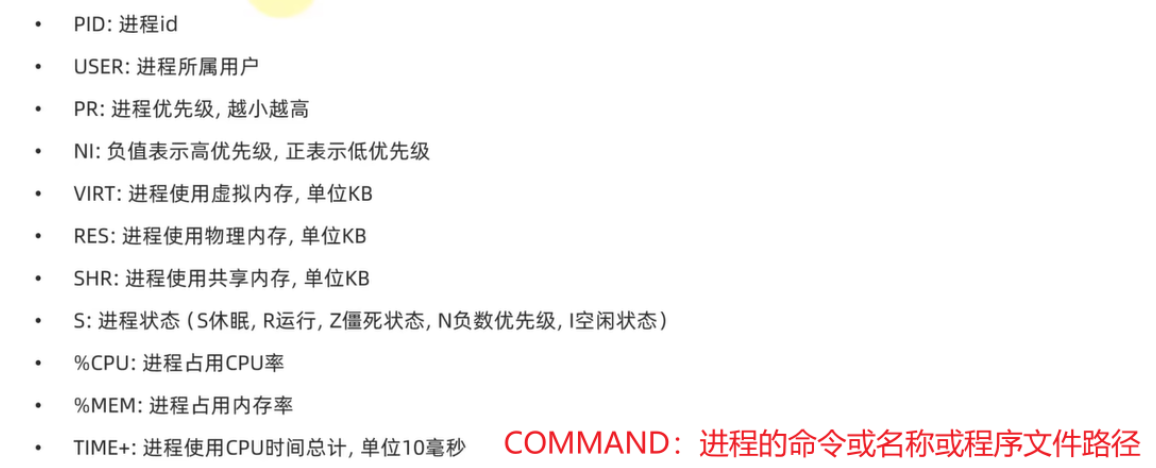 • PID: 进程id
• USER: 进程所属用户
• PR: 进程优先级, 越小越高
• NI: 负值表示高优先级, 正表示低优先级
• VIRT: 进程使用虚拟内存, 单位KB
• RES: 进程使用物理内存, 单位KB
• SHR: 进程使用共享内存, 单位KB
• S: 进程状态 (S休眠, R运行, Z僵死状态, N负数优先级, I空闲状态)
• %CPU: 进程占用CPU率
• %MEM: 进程占用内存率
• TIME+: 进程使用CPU时间总计, 单位10毫秒 COMMAND：进程的命令或名称或程序文件路径